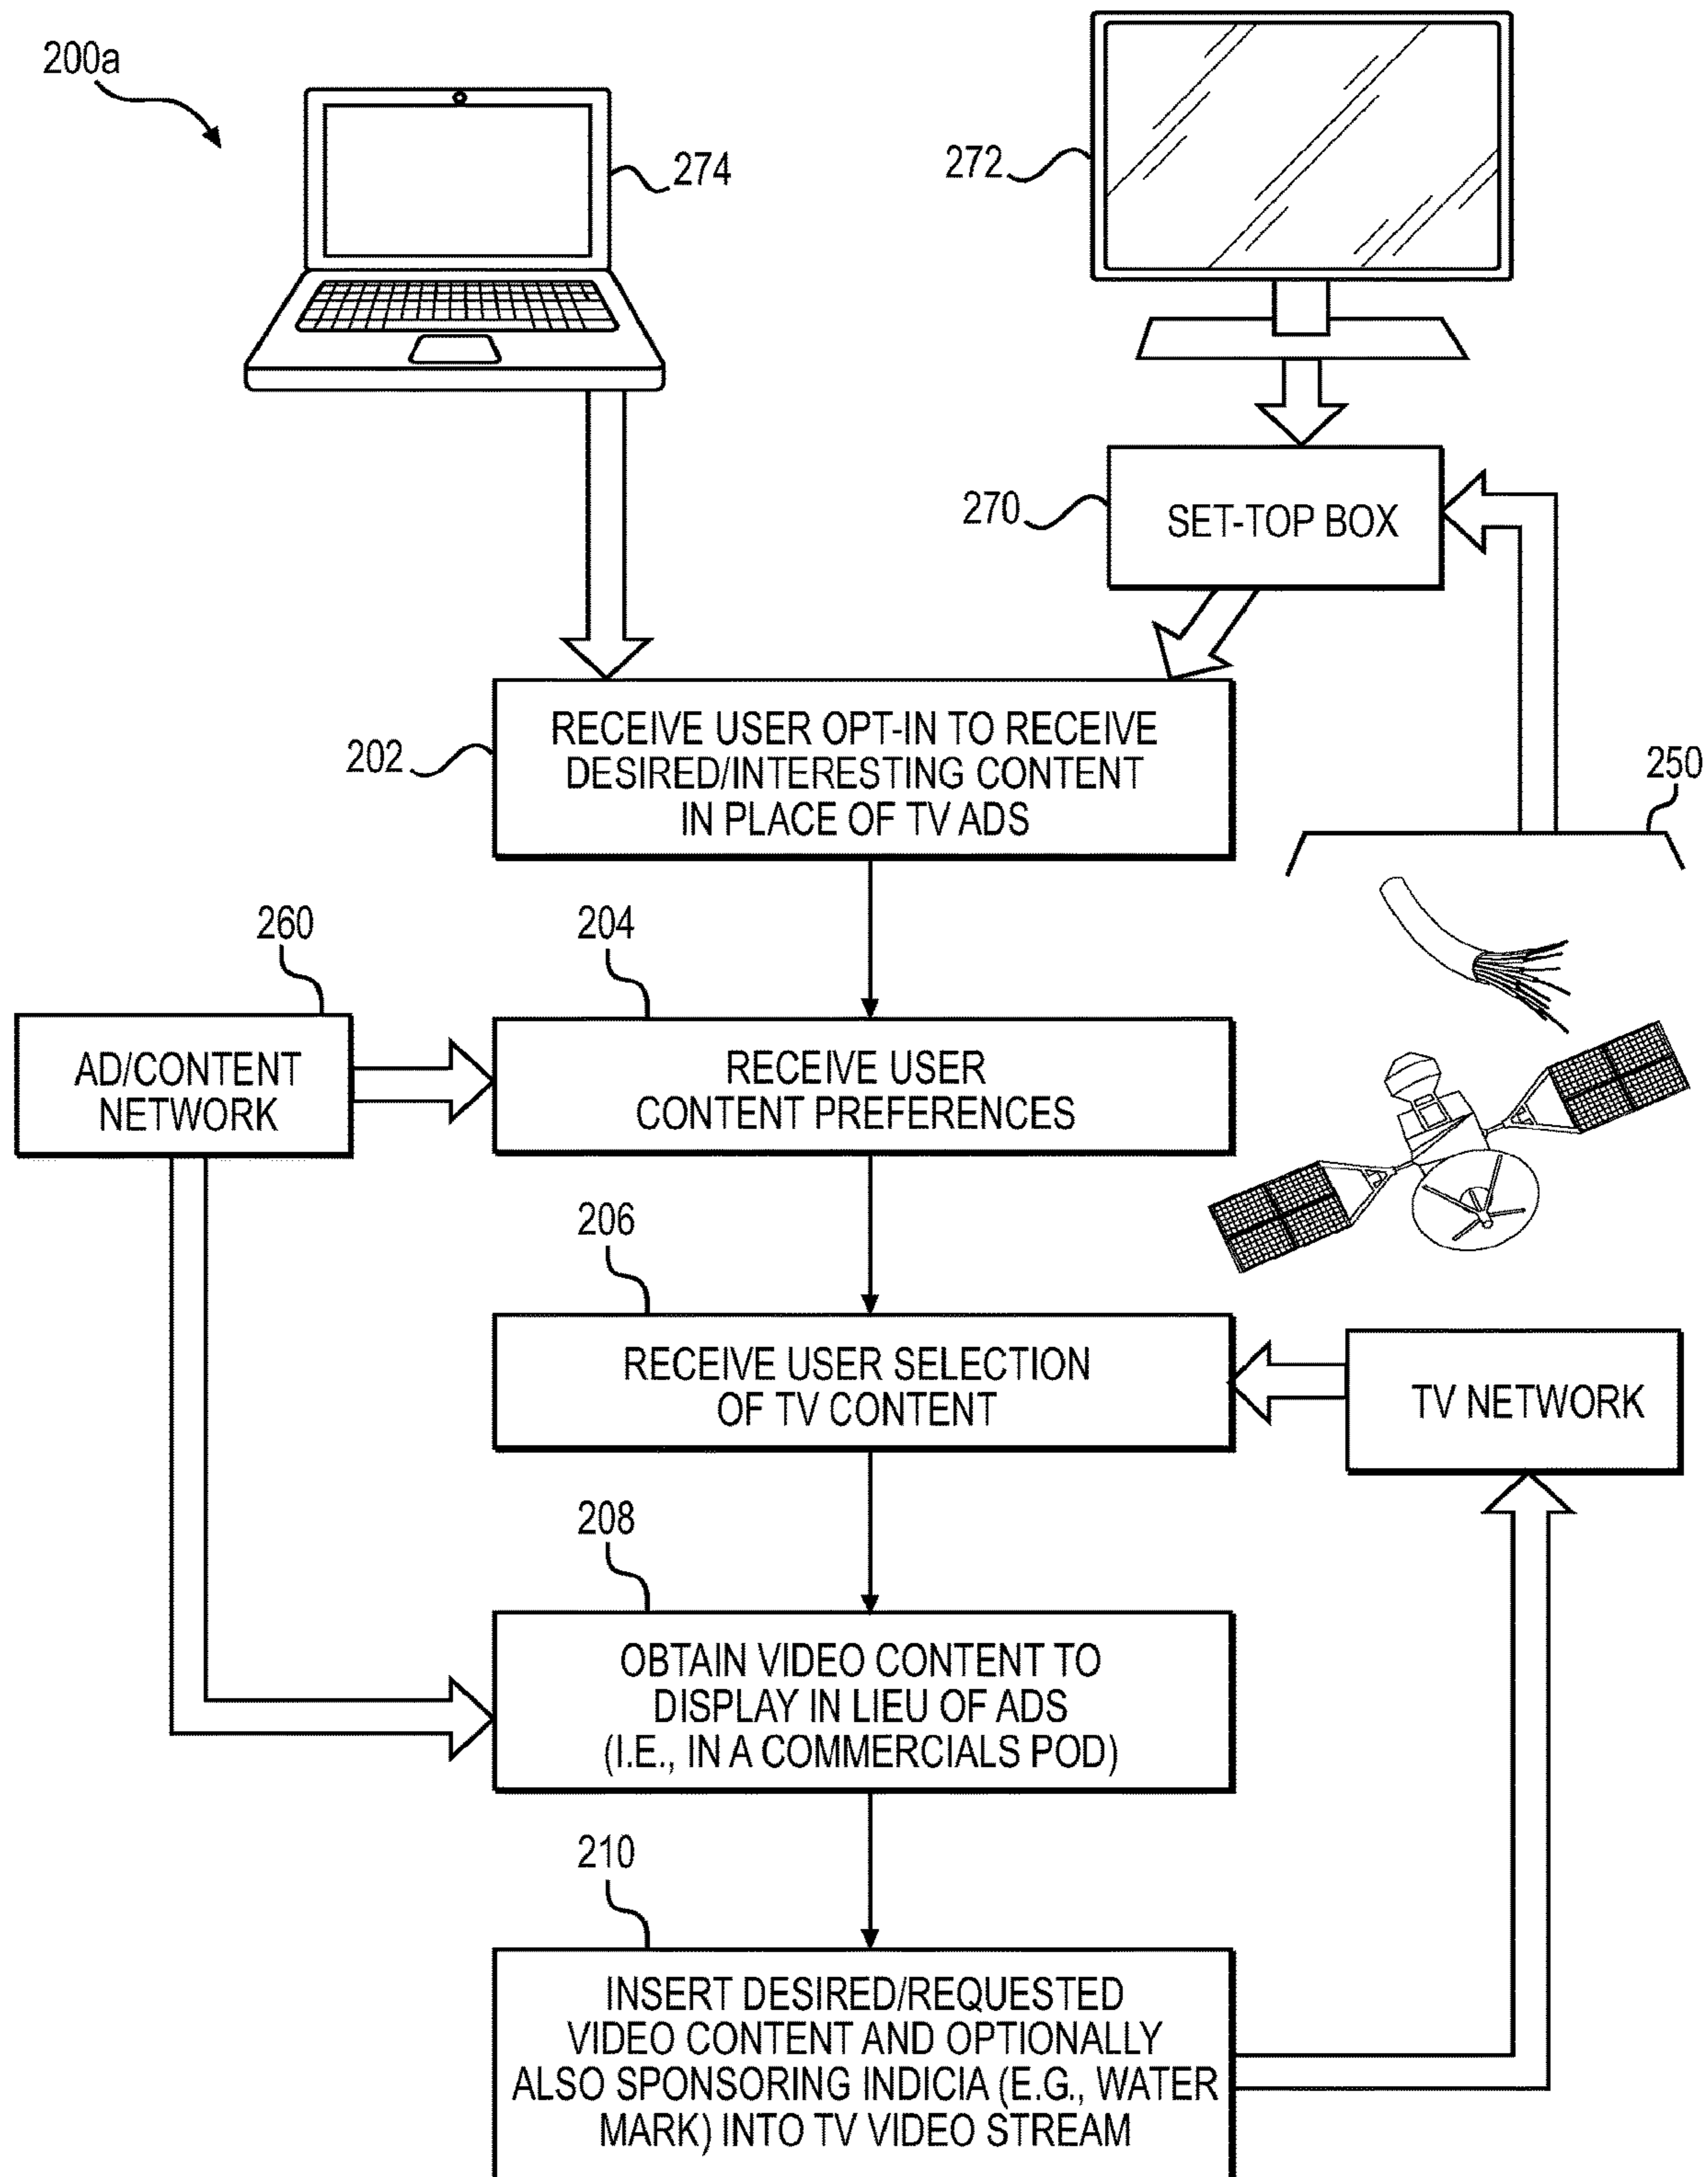 200a
274
272
270
SET-TOP BOX
202
RECEIVE USER OPT-IN TO RECEIVE
DESIRED/INTERESTING CONTENT
IN PLACE OF TV ADS
250
260
204
AD/CONTENT
NETWORK
RECEIVE USER
CONTENT PREFERENCES
206
RECEIVE USER SELECTION
OF TV CONTENT
TV NETWORK
208
OBTAIN VIDEO CONTENT TO
DISPLAY IN LIEU OF ADS
(I.E., IN A COMMERCIALS POD)
210
INSERT DESIRED/REQUESTED
VIDEO CONTENT AND OPTIONALLY
ALSO SPONSORING INDICIA (E.G., WATER
MARK) INTO TV VIDEO STREAM